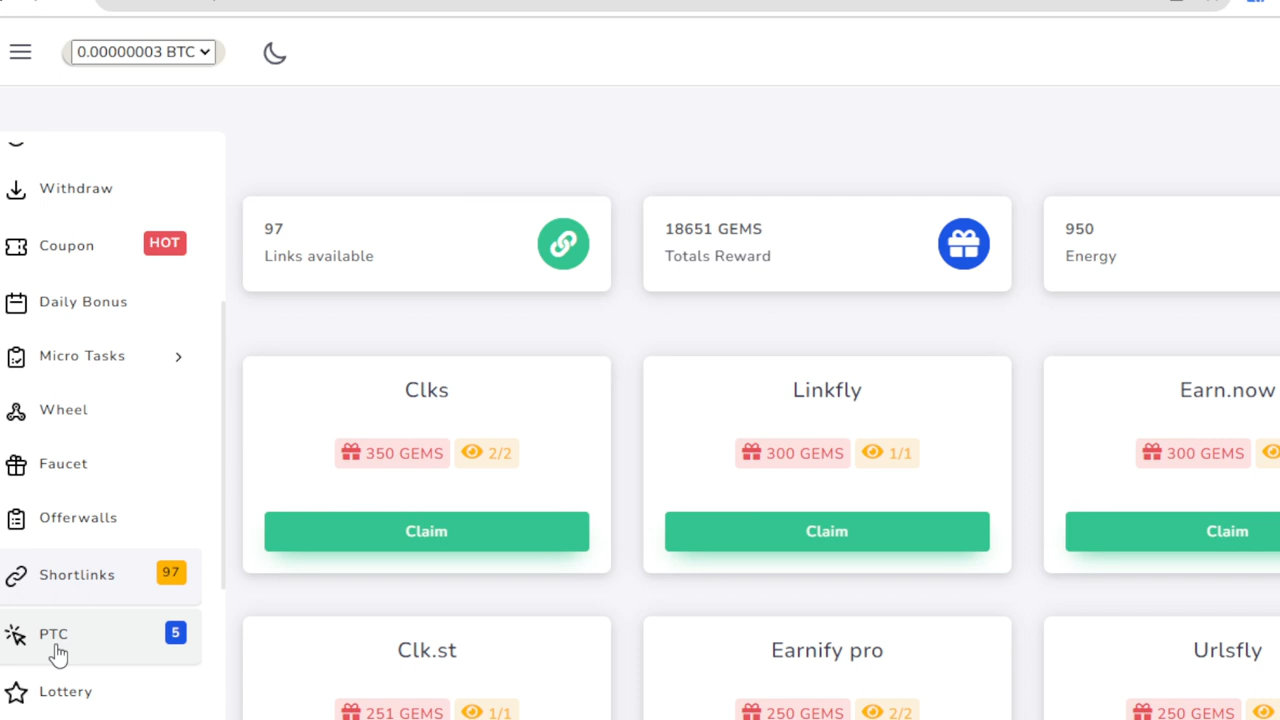 0.00000003 BTC
Withdraw
Coupon HOT
Daily Bonus
Micro Tasks
Wheel
Faucet
Offerwalls
Shortlinks 97
PTC 5
Lottery
97
Links available
18651 GEMS
Totals Reward
950
Energy
Clks
350 GEMS 2/2
Claim
Linkfly
300 GEMS 1/1
Claim
Earn.now
300 GEMS
Claim
Clk.st
251 GEMS 1/1
Earnify pro
250 GEMS 2/2
Urlsfly
250 GEMS